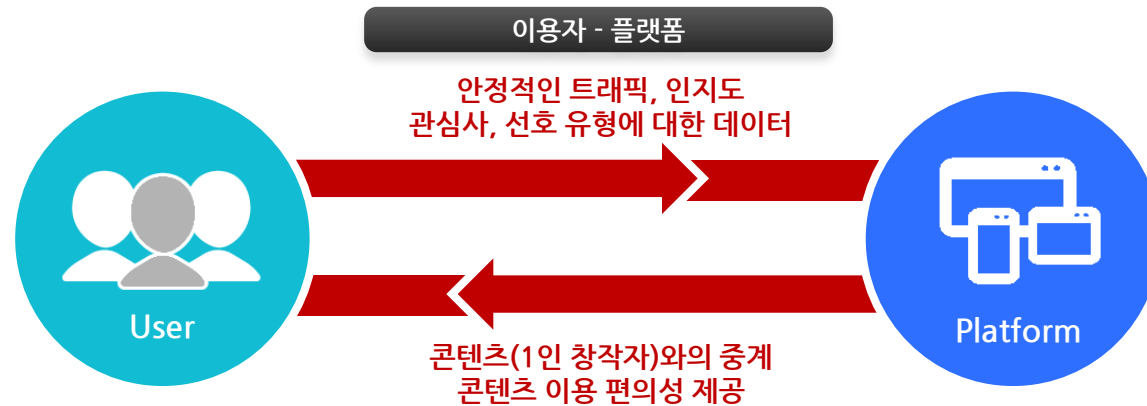 이용자 - 플랫폼
안정적인 트래픽, 인지도
관심사, 선호 유형에 대한 데이터
User
Platform
콘텐츠(1인 창작자)와의 중계
콘텐츠 이용 편의성 제공